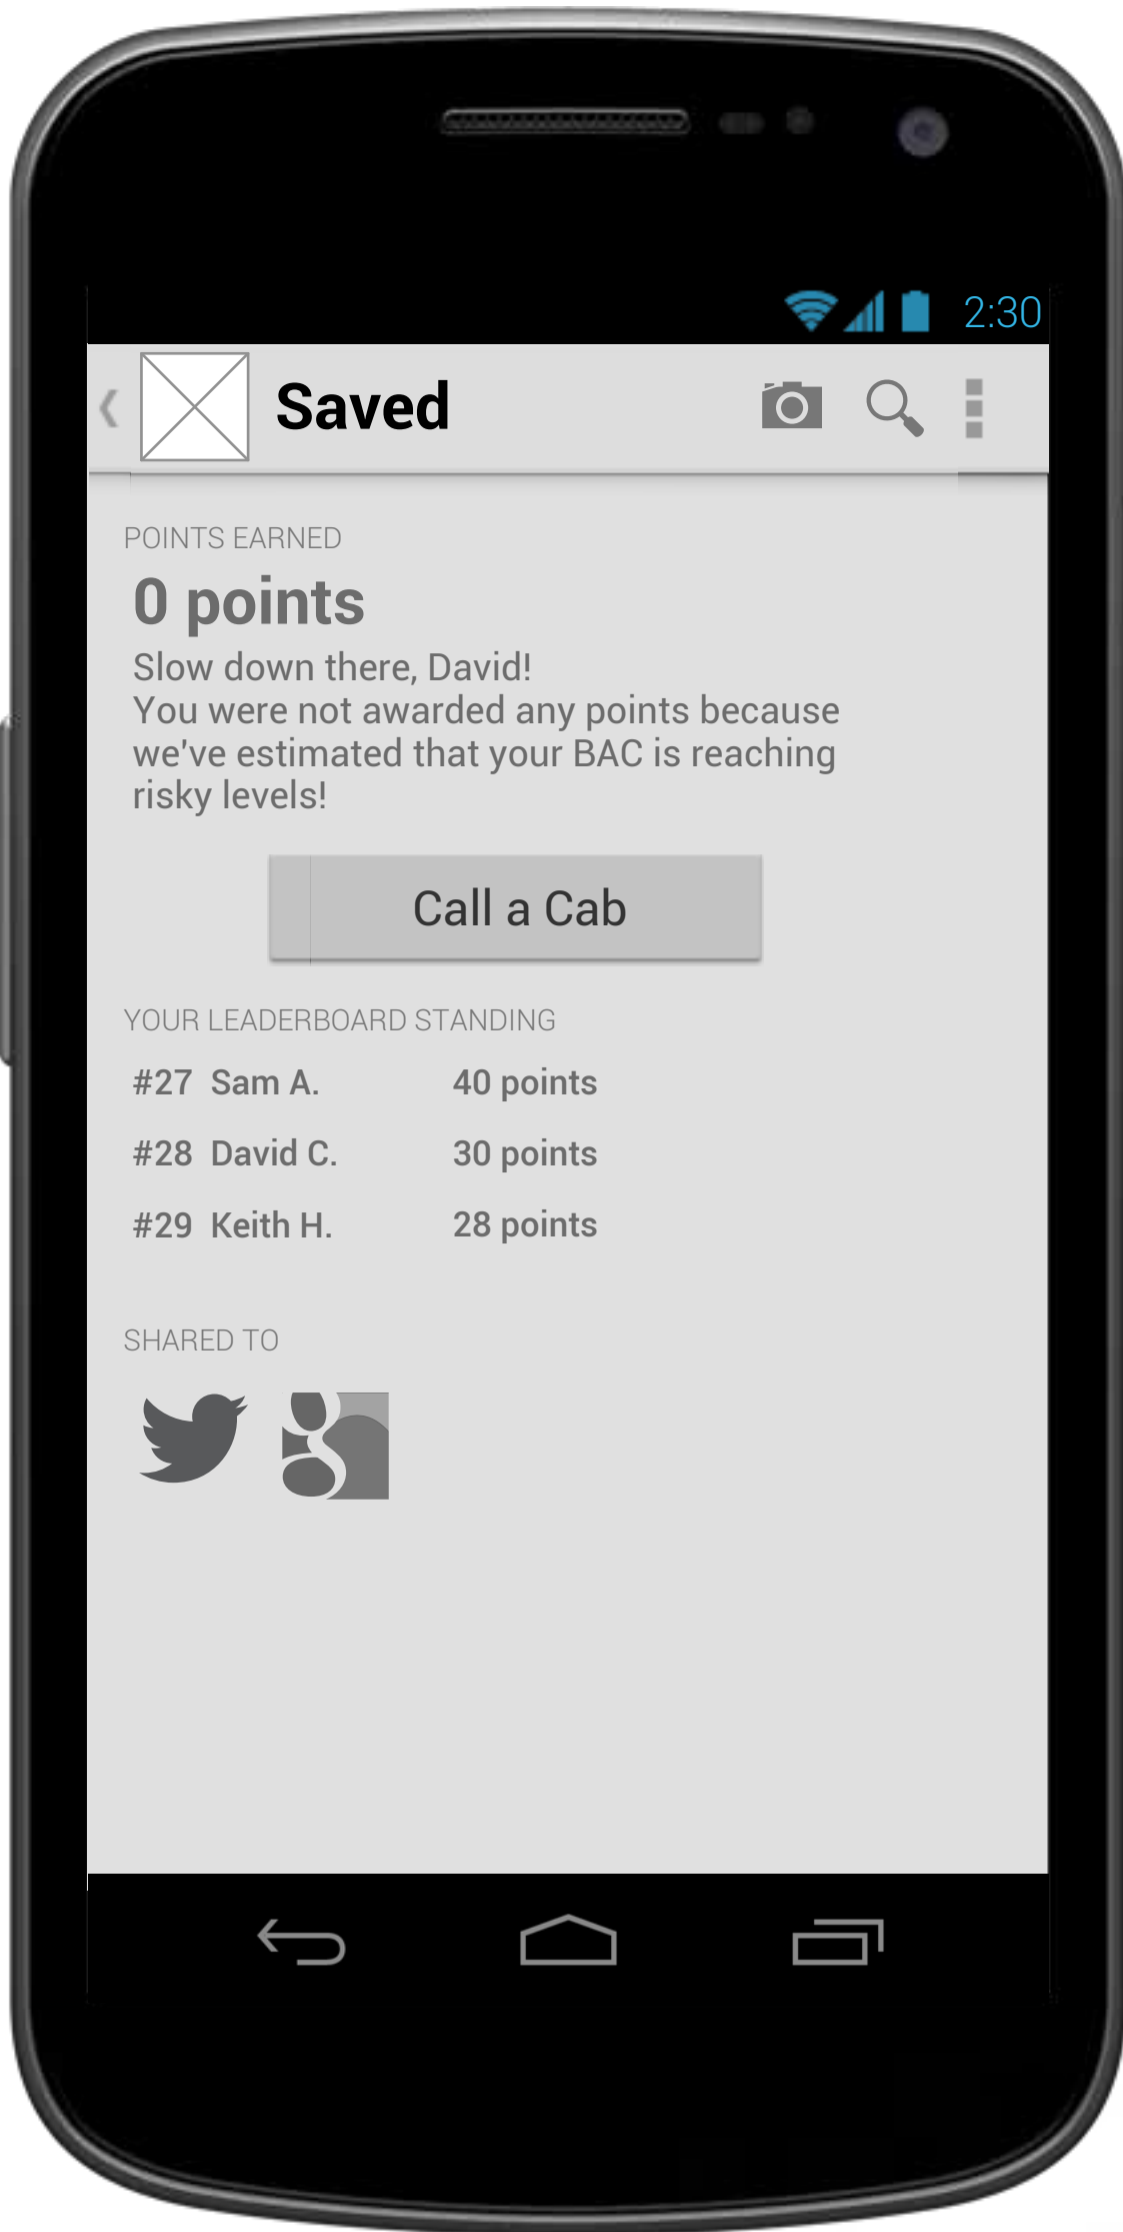 2:30
Saved
POINTS EARNED
0 points
Slow down there, David!
You were not awarded any points because
we've estimated that your BAC is reaching
risky levels!
Call a Cab
YOUR LEADERBOARD STANDING
#27 Sam A. 40 points
#28 David C. 30 points
#29 Keith H. 28 points
SHARED TO